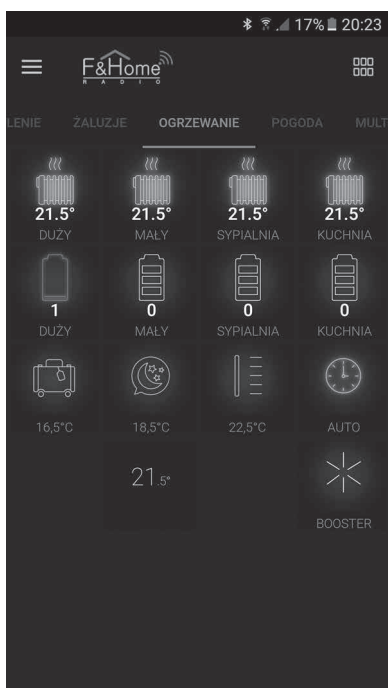 17% 20:23
F&Home
RADIO
LENIE ŻALUZJE OGRZEWANIE POGODA MULT
21.5° 21.5° 21.5° 21.5°
DUŻY MAŁY SYPIALNIA KUCHNIA
1 0 0 0
DUŻY MAŁY SYPIALNIA KUCHNIA
16,5°C 18,5°C 22,5°C AUTO
21.5°
BOOSTER